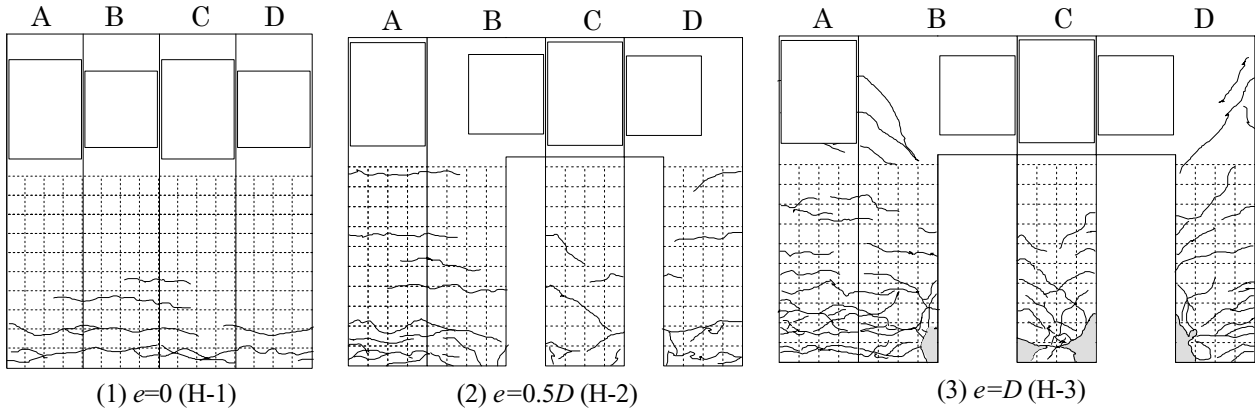 A B C D
A B C D
A B C D
(1) e=0 (H-1)
(2) e=0.5D (H-2)
(3) e=D (H-3)